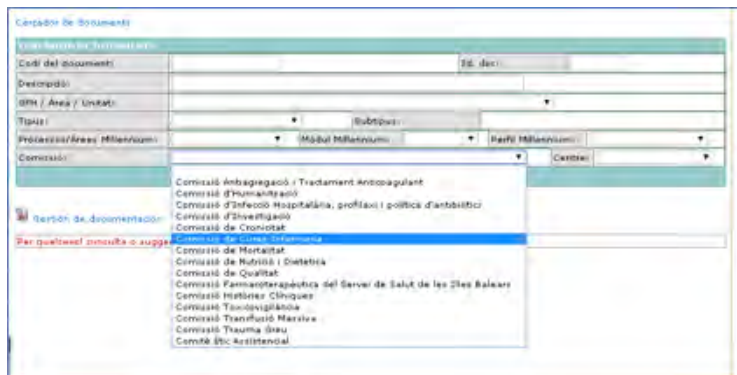 Cercador de documents
Codi del document:
Id. doc:
Descripció:
GFH / Àrea / Unitat:
Tipus:
Subtipus:
Processos/Àrees Millennium:
Mòdul Millennium:
Perfil Millennium:
Comissió:
Centre:
Comissió Antiagregació i Tractament Anticoagulant
Comissió d'Humanització
Comissió d'Infecció Hospitalària, profilaxi i política d'antibiòtics
Comissió d'Investigació
Comissió de Cronicitat
Comissió de Cures Infermeria
Comissió de Mortalitat
Comissió de Nutrició i Dietètica
Comissió de Qualitat
Comissió Farmacoterapèutica del Servei de Salut de les Illes Balears
Comissió Històries Clíniques
Comissió Toxicovigilància
Comissió Transfusió Massiva
Comissió Trauma Greu
Comitè Ètic Assistencial
Gestión de documentación
Per qualsevol consulta o sugge